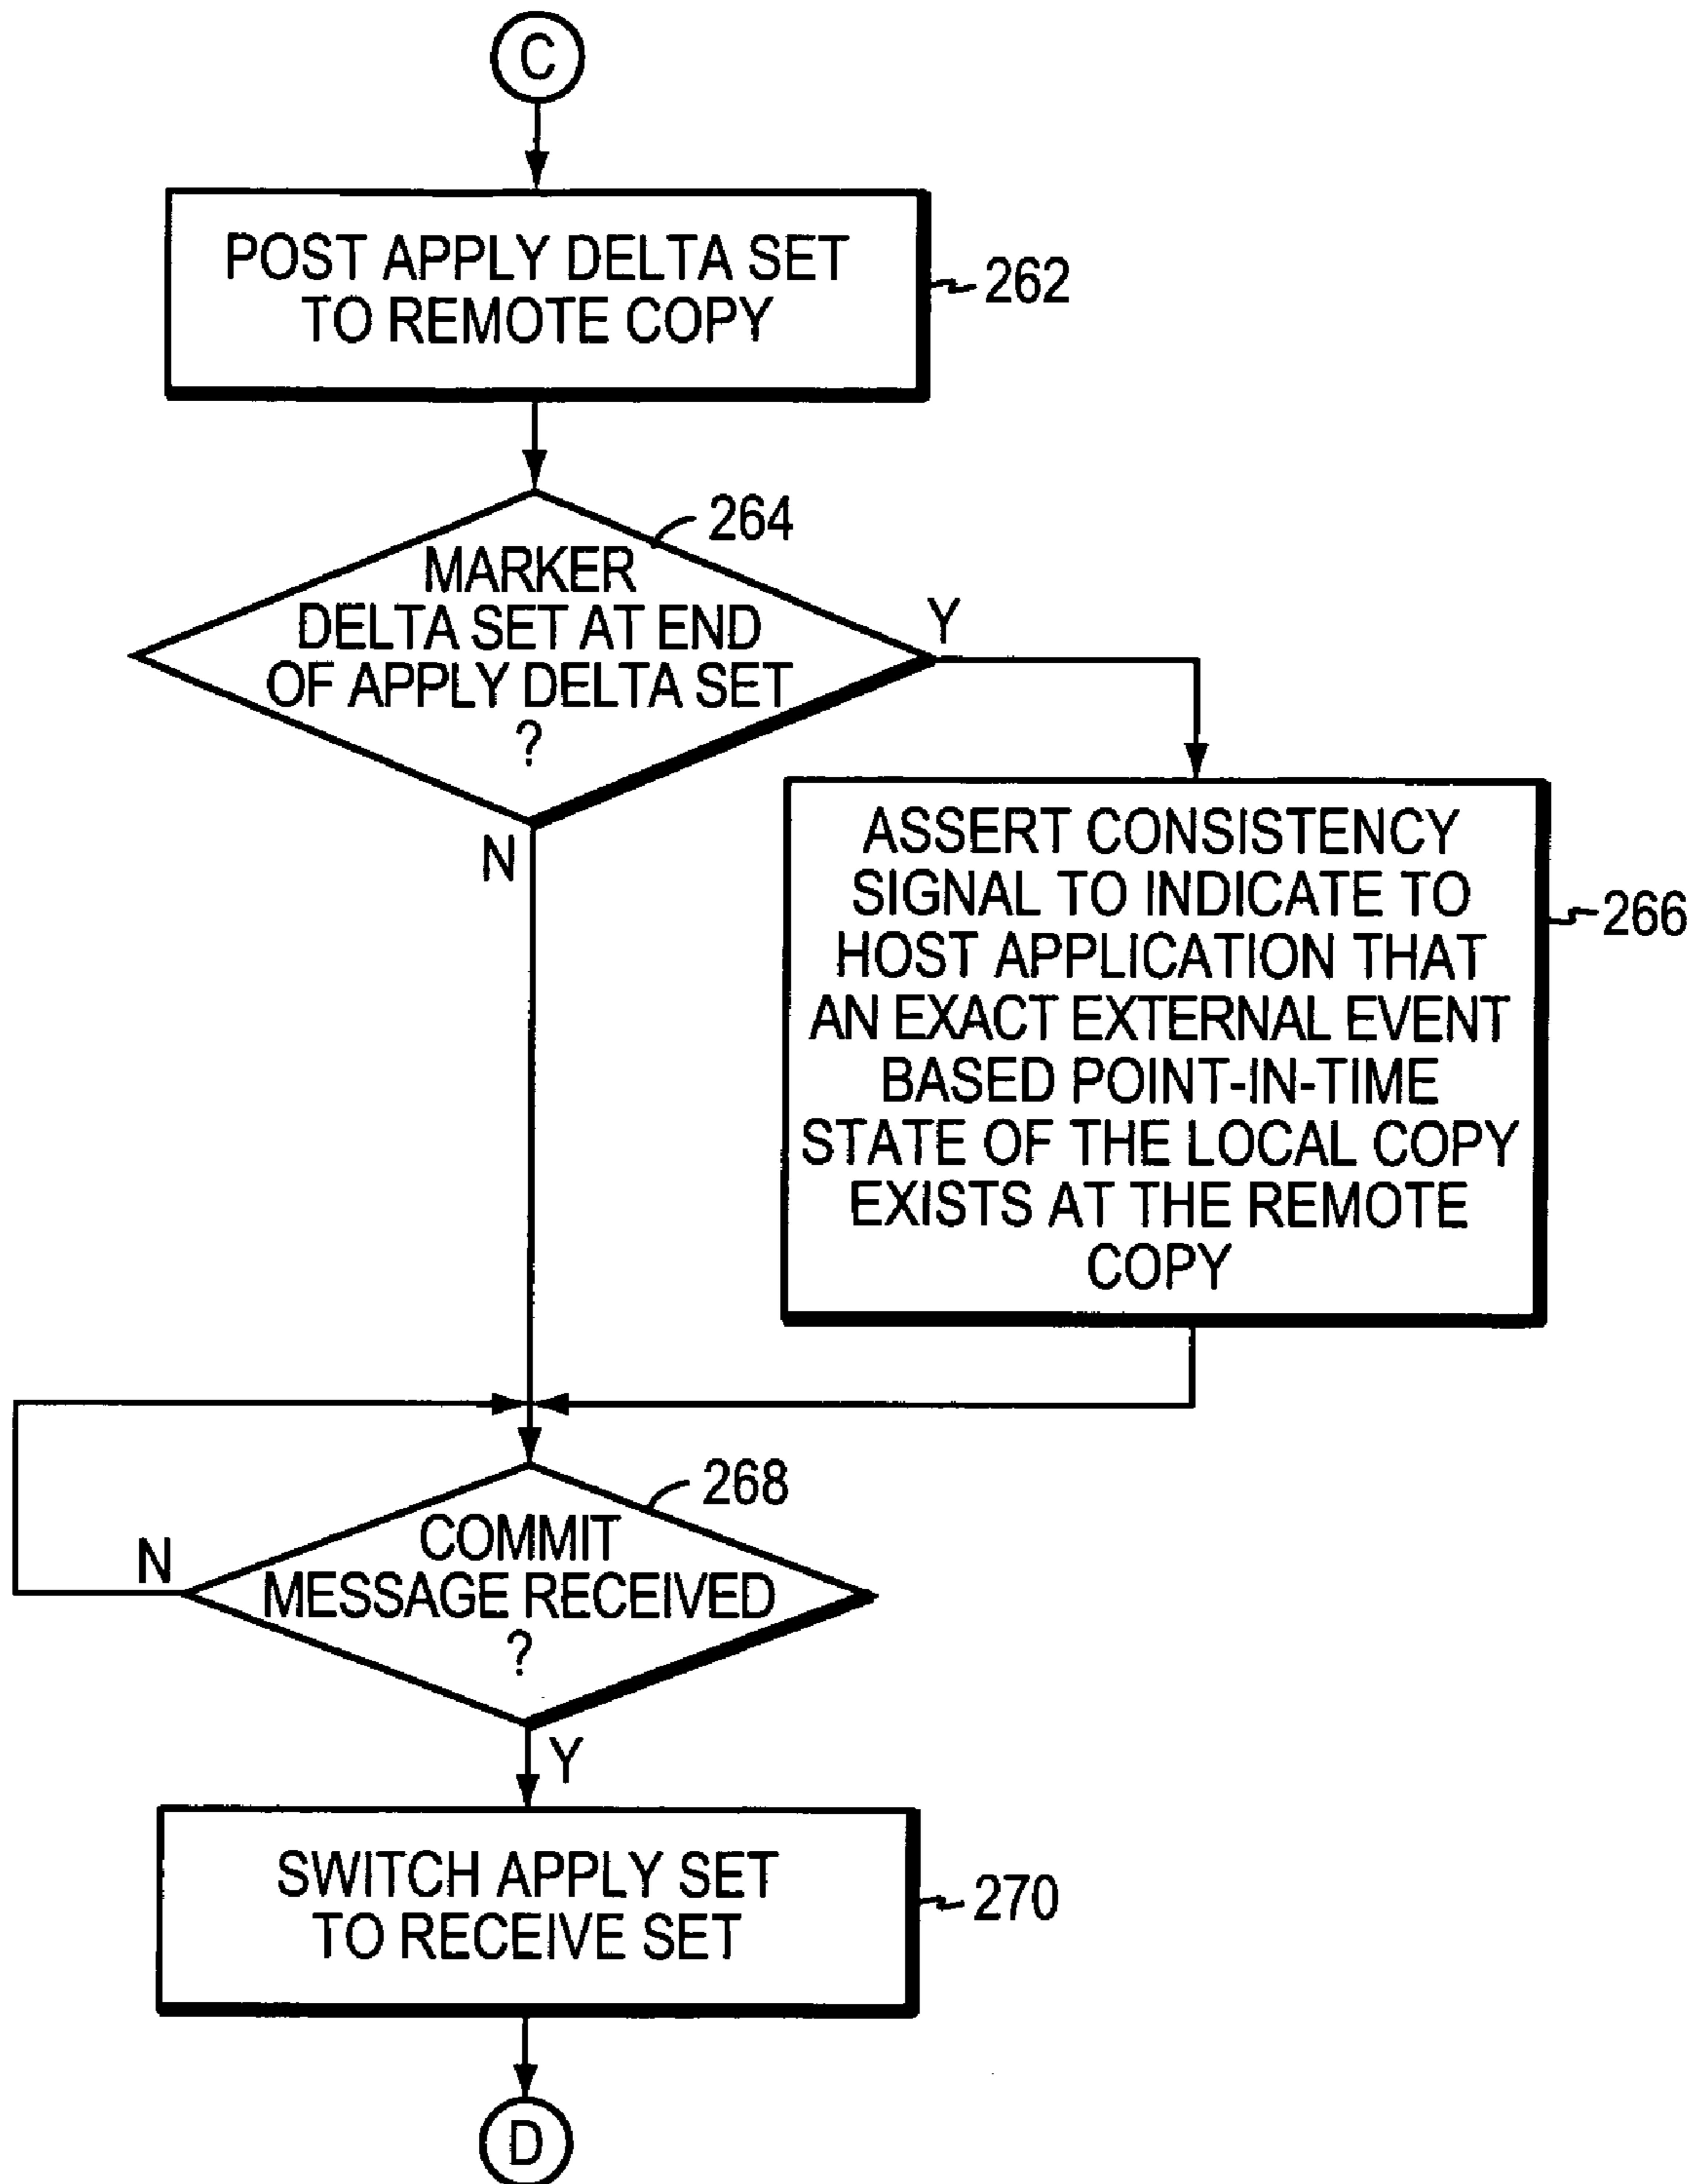 C
POST APPLY DELTA SET
TO REMOTE COPY
262
264
MARKER
DELTA SET AT END
OF APPLY DELTA SET
?
Y
N
ASSERT CONSISTENCY
SIGNAL TO INDICATE TO
HOST APPLICATION THAT
AN EXACT EXTERNAL EVENT
BASED POINT-IN-TIME
STATE OF THE LOCAL COPY
EXISTS AT THE REMOTE
COPY
266
268
COMMIT
MESSAGE RECEIVED
?
N
Y
SWITCH APPLY SET
TO RECEIVE SET
270
D